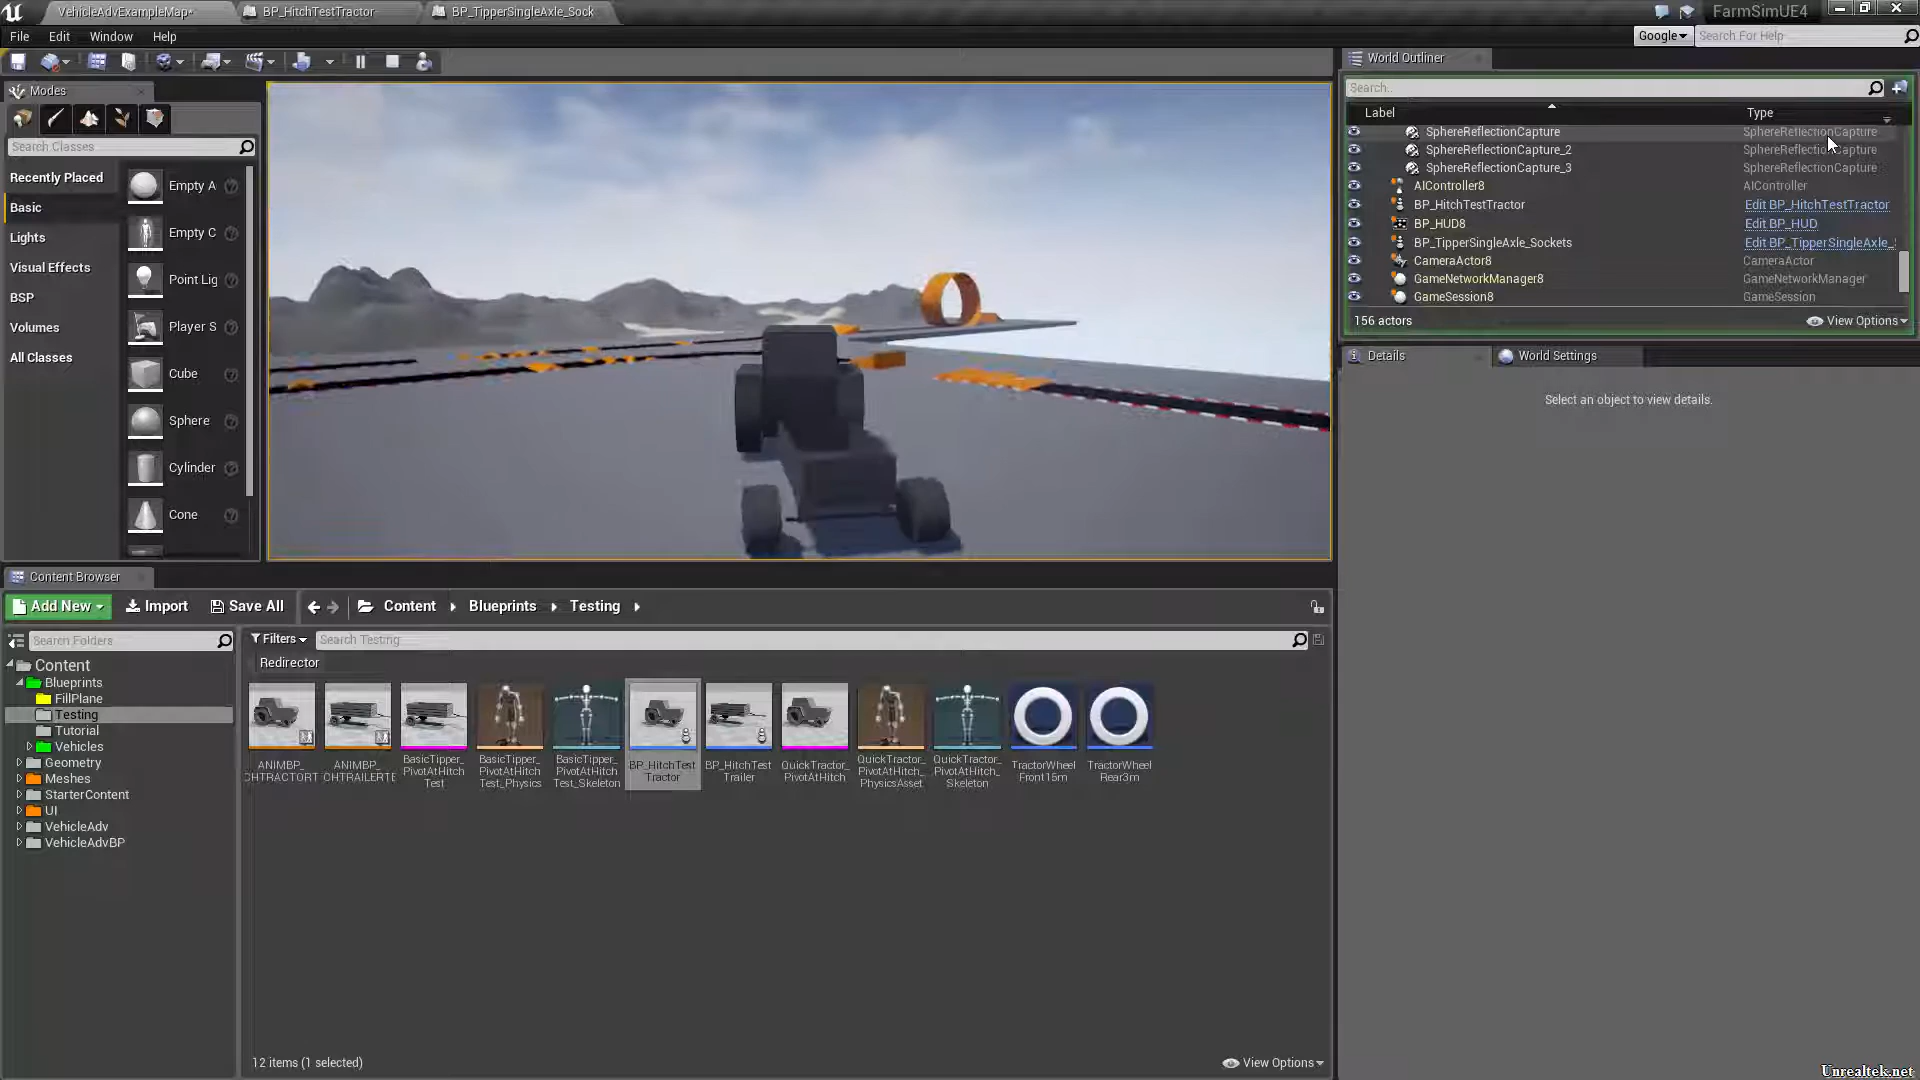 VehicleAdvExampleMap*
BP_HitchTestTractor
BP_TipperSingleAxle_Sock
FarmSimUE4
File
Edit
Window
Help
Google
Search For Help
Modes
Search Classes
Recently Placed
Basic
Lights
Visual Effects
BSP
Volumes
All Classes
Empty A
Empty C
Point Lig
Player S
Cube
Sphere
Cylinder
Cone
World Outliner
Search..
Label Type
SphereReflectionCapture SphereReflectionCapture
SphereReflectionCapture_2 SphereReflectionCapture
SphereReflectionCapture_3 SphereReflectionCapture
AIController8 AIController
BP_HitchTestTractor Edit BP_HitchTestTractor
BP_HUD8 Edit BP_HUD
BP_TipperSingleAxle_Sockets Edit BP_TipperSingleAxle_
CameraActor8 CameraActor
GameNetworkManager8 GameNetworkManager
GameSession8 GameSession
156 actors
View Options
Details
World Settings
Select an object to view details.
Content Browser
Add New
Import
Save All
Content
Blueprints
Testing
Search Folders
Filters
Search Testing
Redirector
Content
Blueprints
FillPlane
Testing
Tutorial
Vehicles
Geometry
Meshes
StarterContent
UI
VehicleAdv
VehicleAdvBP
ANIMBP_
CHTRACTORT
ANIMBP_
CHTRAILERTE
BasicTipper_
PivotAtHitch
Test
BasicTipper_
PivotAtHitch
Test_Physics
BasicTipper_
PivotAtHitch
Test_Skeleton
BP_HitchTest
Tractor
BP_HitchTest
Trailer
QuickTractor_
PivotAtHitch
QuickTractor_
PivotAtHitch_
PhysicsAsset
QuickTractor_
PivotAtHitch_
Skeleton
TractorWheel
Front15m
TractorWheel
Rear3m
12 items (1 selected)
View Options
Unrealtek.net